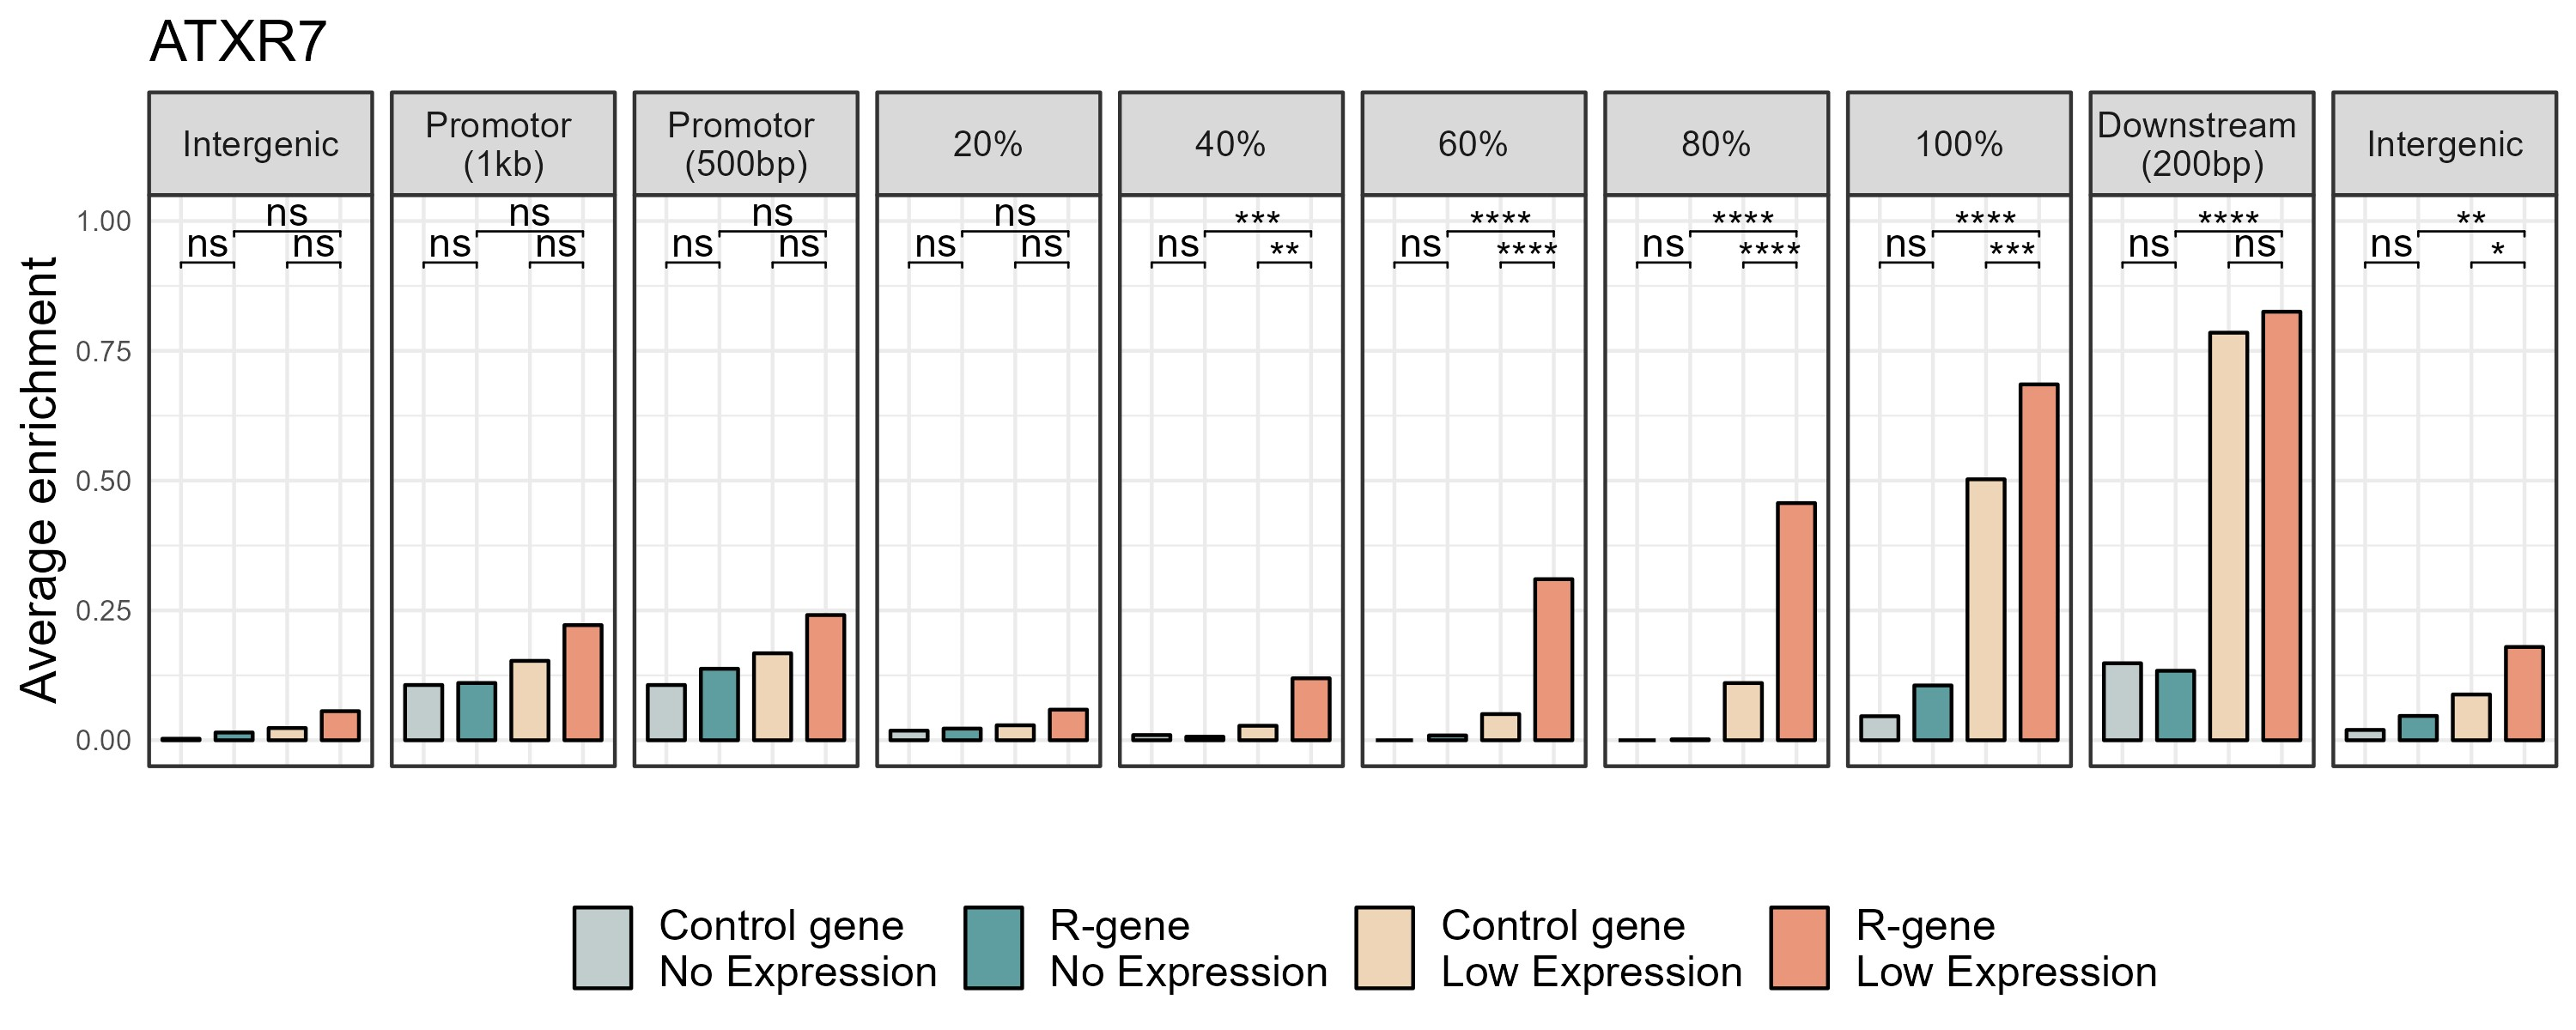 ATXR7
Intergenic
Promotor
(1kb)
Promotor
(500bp)
20%
40%
60%
80%
100%
Downstream
(200bp)
Intergenic
Average enrichment
1.00
0.75
0.50
0.25
0.00
ns
ns ns
ns
ns ns
ns
ns ns
ns
ns ns
***
ns **
****
ns ****
****
ns ****
****
ns ***
****
ns ns
**
ns *
Control gene
No Expression
R-gene
No Expression
Control gene
Low Expression
R-gene
Low Expression